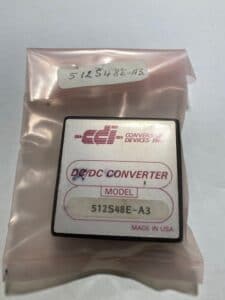 512S48E-A3
cdi CONVERSION
DEVICES INC.
DC/DC CONVERTER
MODEL
512S48E-A3
MADE IN USA